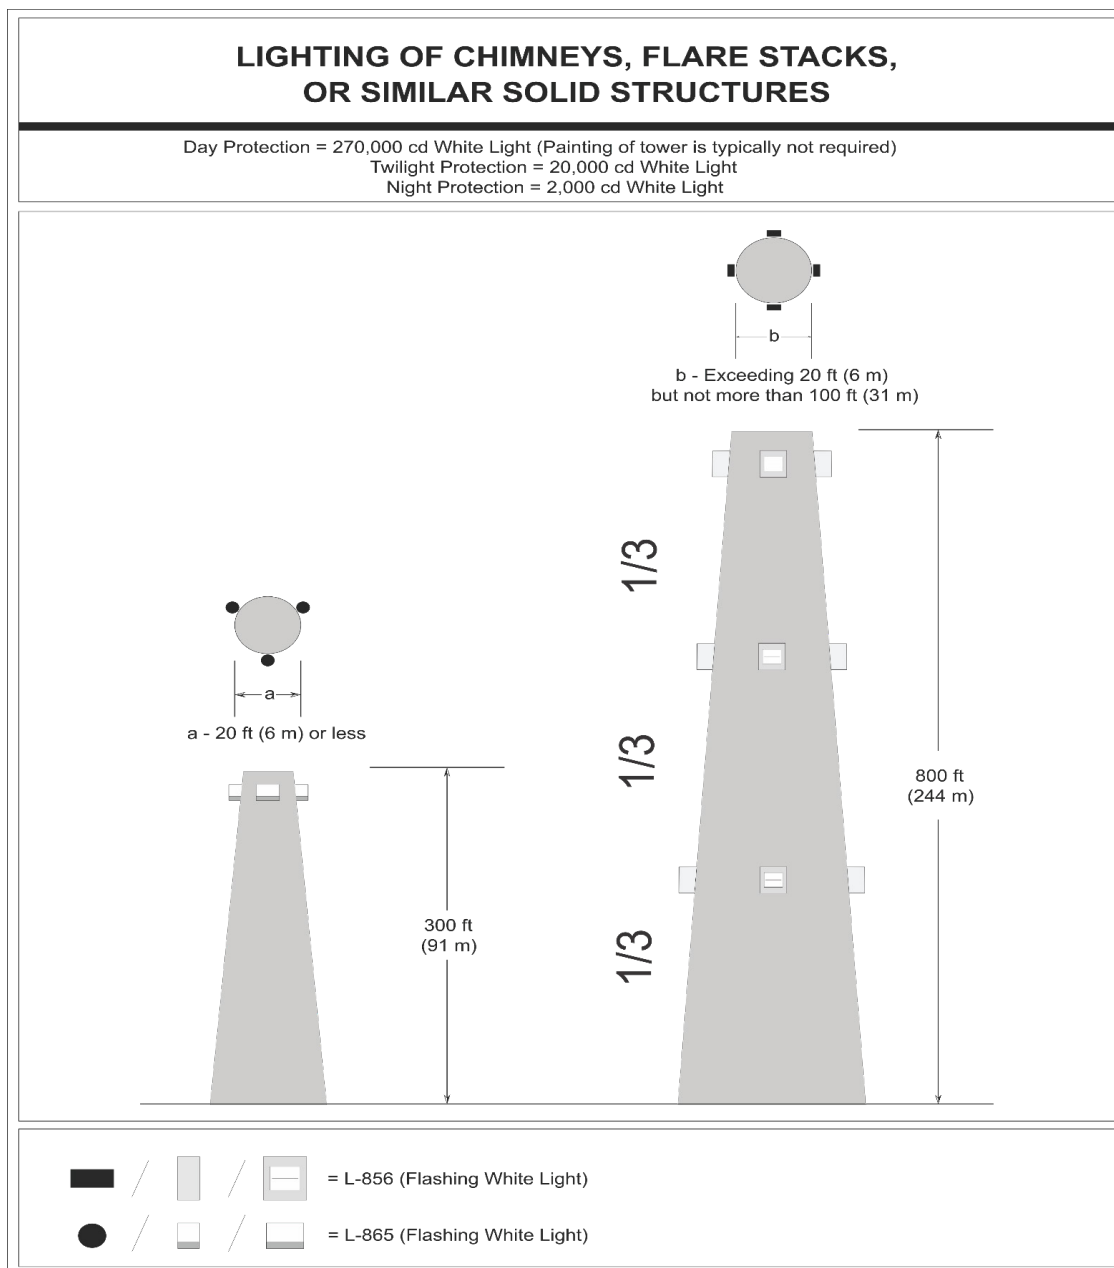 LIGHTING OF CHIMNEYS, FLARE STACKS,
OR SIMILAR SOLID STRUCTURES
Day Protection = 270,000 cd White Light (Painting of tower is typically not required)
Twilight Protection = 20,000 cd White Light
Night Protection = 2,000 cd White Light
b
b - Exceeding 20 ft (6 m)
but not more than 100 ft (31 m)
1/3
a
a - 20 ft (6 m) or less
1/3
800 ft
(244 m)
300 ft
(91 m)
1/3
= L-856 (Flashing White Light)
= L-865 (Flashing White Light)